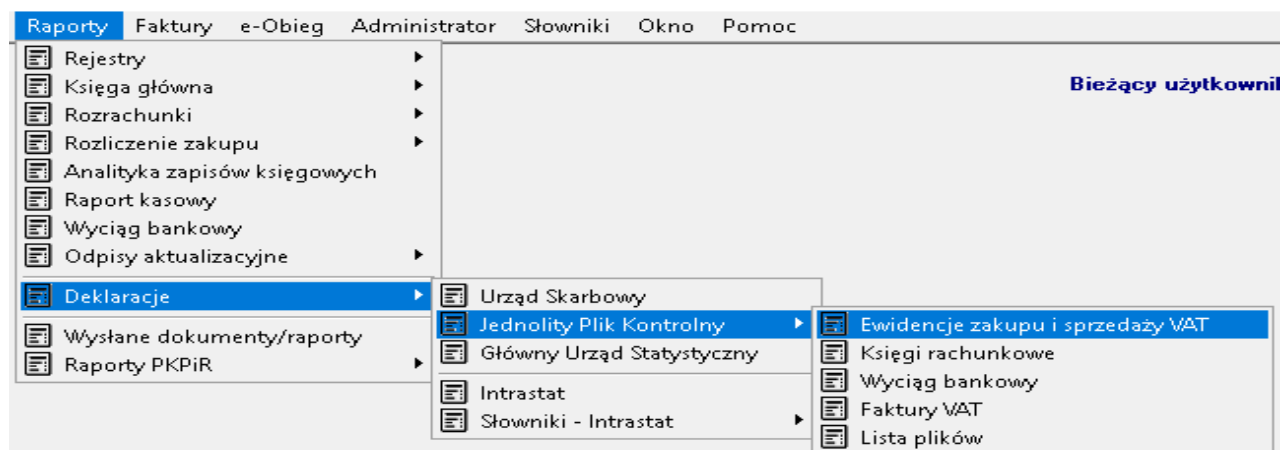 Raporty Faktury e-Obieg Administrator Słowniki Okno Pomoc
Rejestry
Księga główna
Bieżący użytkownil
Rozrachunki
Rozliczenie zakupu
Analityka zapisów księgowych
Raport kasowy
Wyciąg bankowy
Odpisy aktualizacyjne
Deklaracje
Wysłane dokumenty/raporty
Raporty PKPiR
Urząd Skarbowy
Jednolity Plik Kontrolny
Główny Urząd Statystyczny
Intrastat
Słowniki - Intrastat
Ewidencje zakupu i sprzedaży VAT
Księgi rachunkowe
Wyciąg bankowy
Faktury VAT
Lista plików